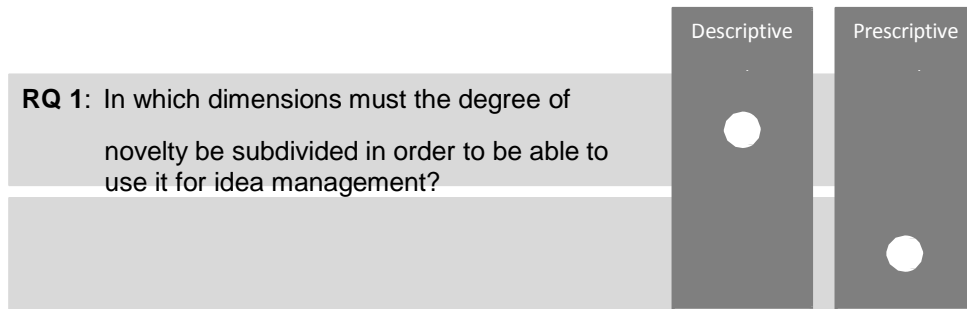 Descriptive Prescriptive
RQ 1: In which dimensions must the degree of
novelty be subdivided in order to be able to
use it for idea management?